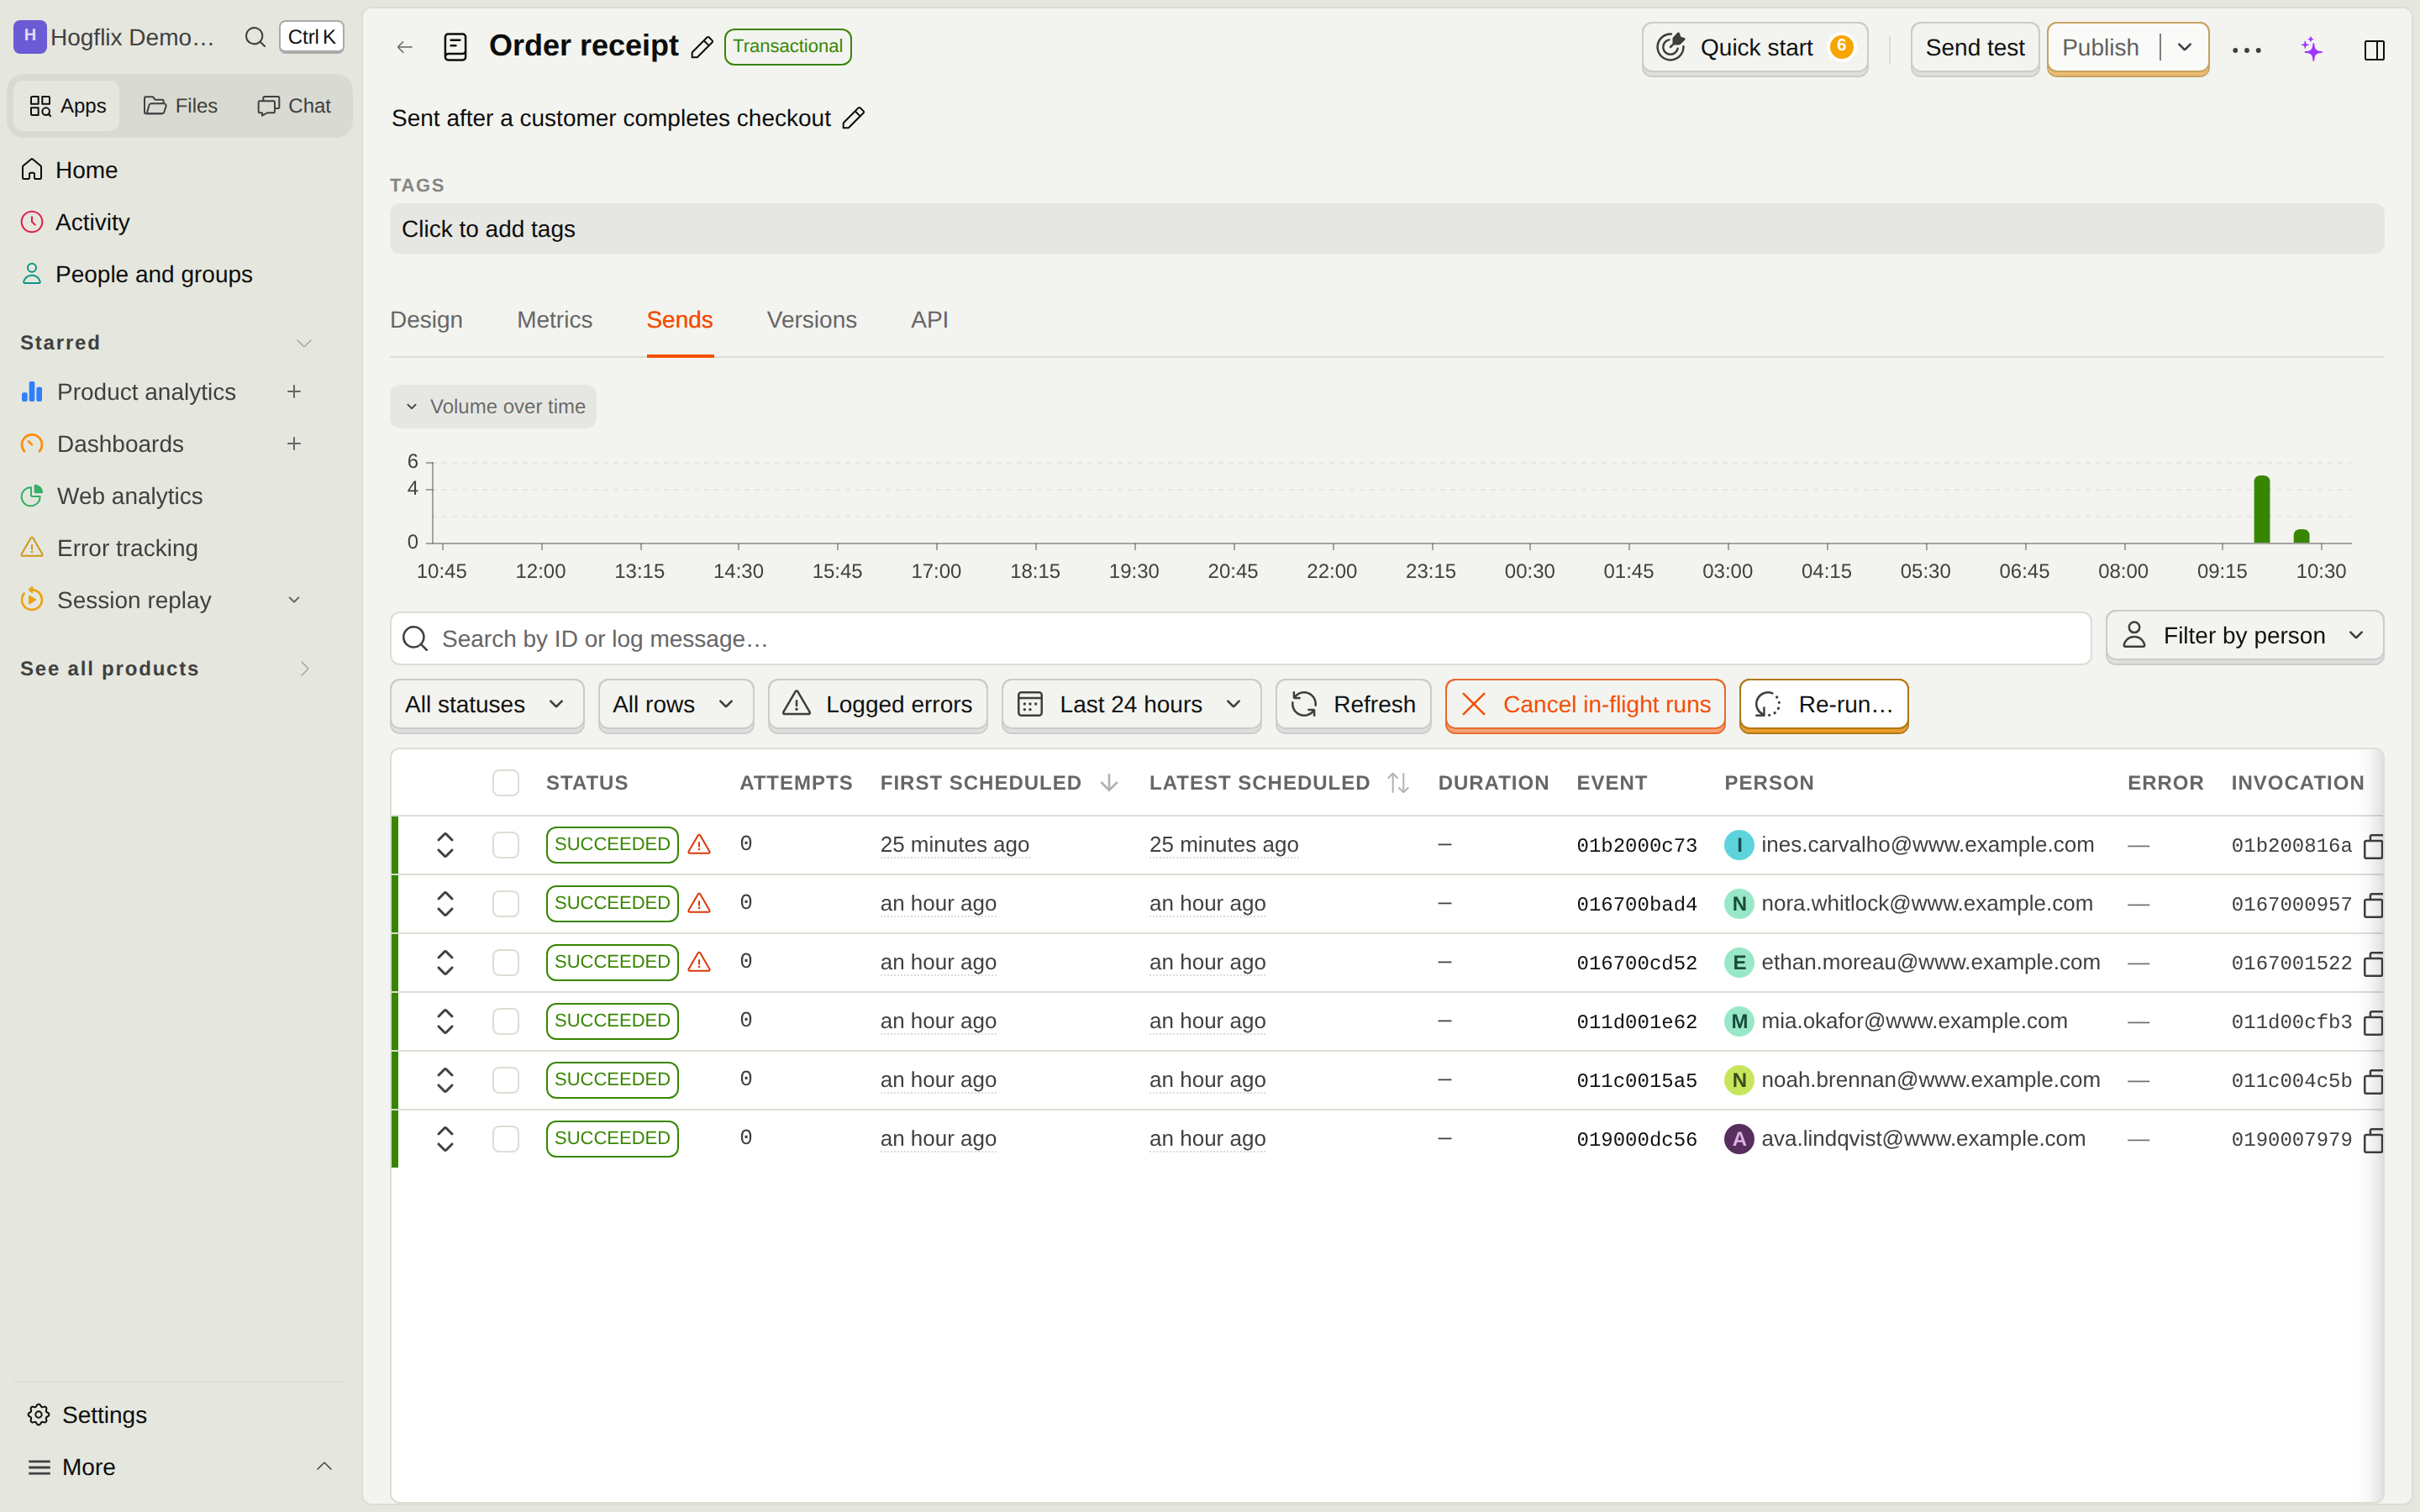 H Hogflix Demo… Ctrl K
Apps Files Chat
Home
Activity
People and groups
Starred
Product analytics
Dashboards
Web analytics
Error tracking
Session replay
See all products
Settings
More
Order receipt Transactional
Quick start 6 Send test Publish
Sent after a customer completes checkout
TAGS
Click to add tags
Design Metrics Sends Versions API
Volume over time
6
4
0
10:45 12:00 13:15 14:30 15:45 17:00 18:15 19:30 20:45 22:00 23:15 00:30 01:45 03:00 04:15 05:30 06:45 08:00 09:15 10:30
Search by ID or log message… Filter by person
All statuses All rows Logged errors Last 24 hours Refresh Cancel in-flight runs Re-run…
STATUS ATTEMPTS FIRST SCHEDULED LATEST SCHEDULED DURATION EVENT PERSON ERROR INVOCATION
SUCCEEDED 0 25 minutes ago 25 minutes ago – 01b2000c73 I ines.carvalho@www.example.com — 01b200816a
SUCCEEDED 0 an hour ago an hour ago – 016700bad4 N nora.whitlock@www.example.com — 0167000957
SUCCEEDED 0 an hour ago an hour ago – 016700cd52 E ethan.moreau@www.example.com — 0167001522
SUCCEEDED 0 an hour ago an hour ago – 011d001e62 M mia.okafor@www.example.com — 011d00cfb3
SUCCEEDED 0 an hour ago an hour ago – 011c0015a5 N noah.brennan@www.example.com — 011c004c5b
SUCCEEDED 0 an hour ago an hour ago – 019000dc56 A ava.lindqvist@www.example.com — 0190007979